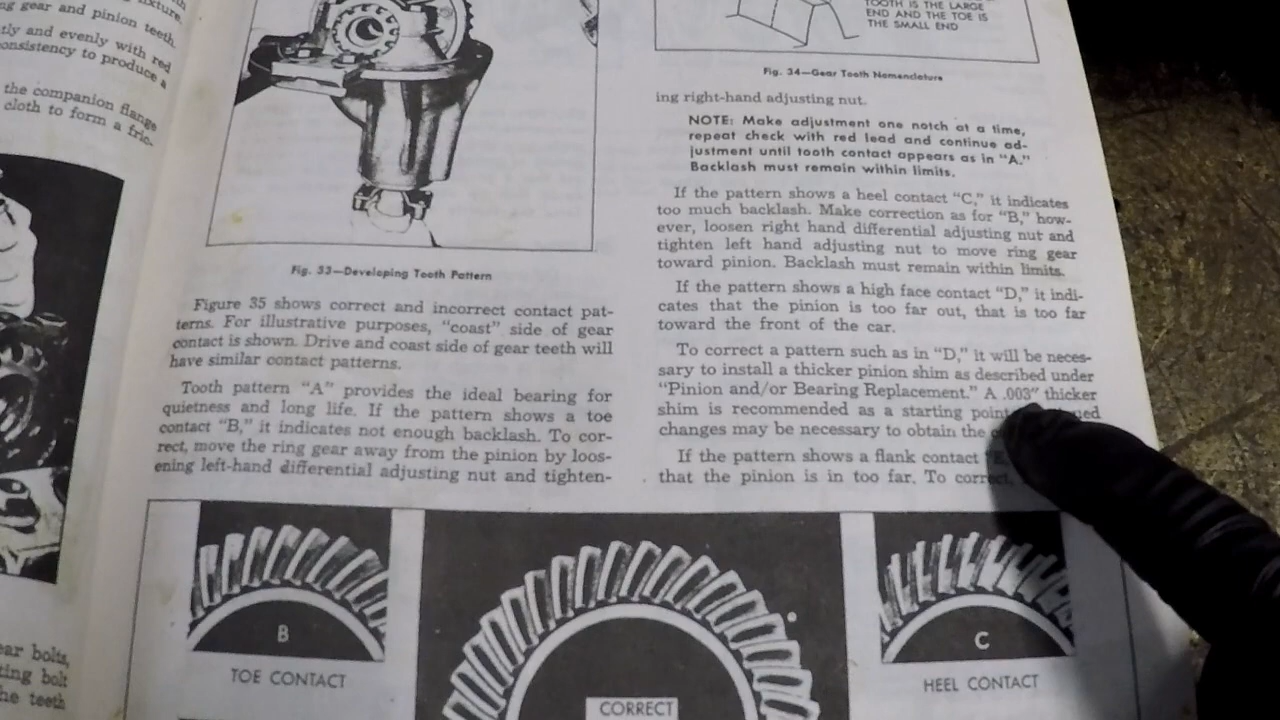 fixture.
ng gear and pinion teeth.
tly and evenly with red
onsistency to produce a
the companion flange
cloth to form a fric-
ear bolts,
ting bolt
he teeth
Fig. 33—Developing Tooth Pattern
Figure 35 shows correct and incorrect contact pat-
terns. For illustrative purposes, "coast" side of gear
contact is shown. Drive and coast side of gear teeth will
have similar contact patterns.
Tooth pattern "A" provides the ideal bearing for
quietness and long life. If the pattern shows a toe
contact "B," it indicates not enough backlash. To cor-
rect, move the ring gear away from the pinion by loos-
ening left-hand differential adjusting nut and tighten-
TOOTH IS THE LARGE
END AND THE TOE IS
THE SMALL END
Fig. 34—Gear Tooth Nomenclature
ing right-hand adjusting nut.
NOTE: Make adjustment one notch at a time,
repeat check with red lead and continue ad-
justment until tooth contact appears as in "A."
Backlash must remain within limits.
If the pattern shows a heel contact "C," it indicates
too much backlash. Make correction as for "B," how-
ever, loosen right hand differential adjusting nut and
tighten left hand adjusting nut to move ring gear
toward pinion. Backlash must remain within limits.
If the pattern shows a high face contact "D," it indi-
cates that the pinion is too far out, that is too far
toward the front of the car.
To correct a pattern such as in "D," it will be neces-
sary to install a thicker pinion shim as described under
"Pinion and/or Bearing Replacement." A .003" thicker
shim is recommended as a starting point
changes may be necessary to obtain the
If the pattern shows a flank contact
that the pinion is in too far. To correct,
B
TOE CONTACT
CORRECT
C
HEEL CONTACT